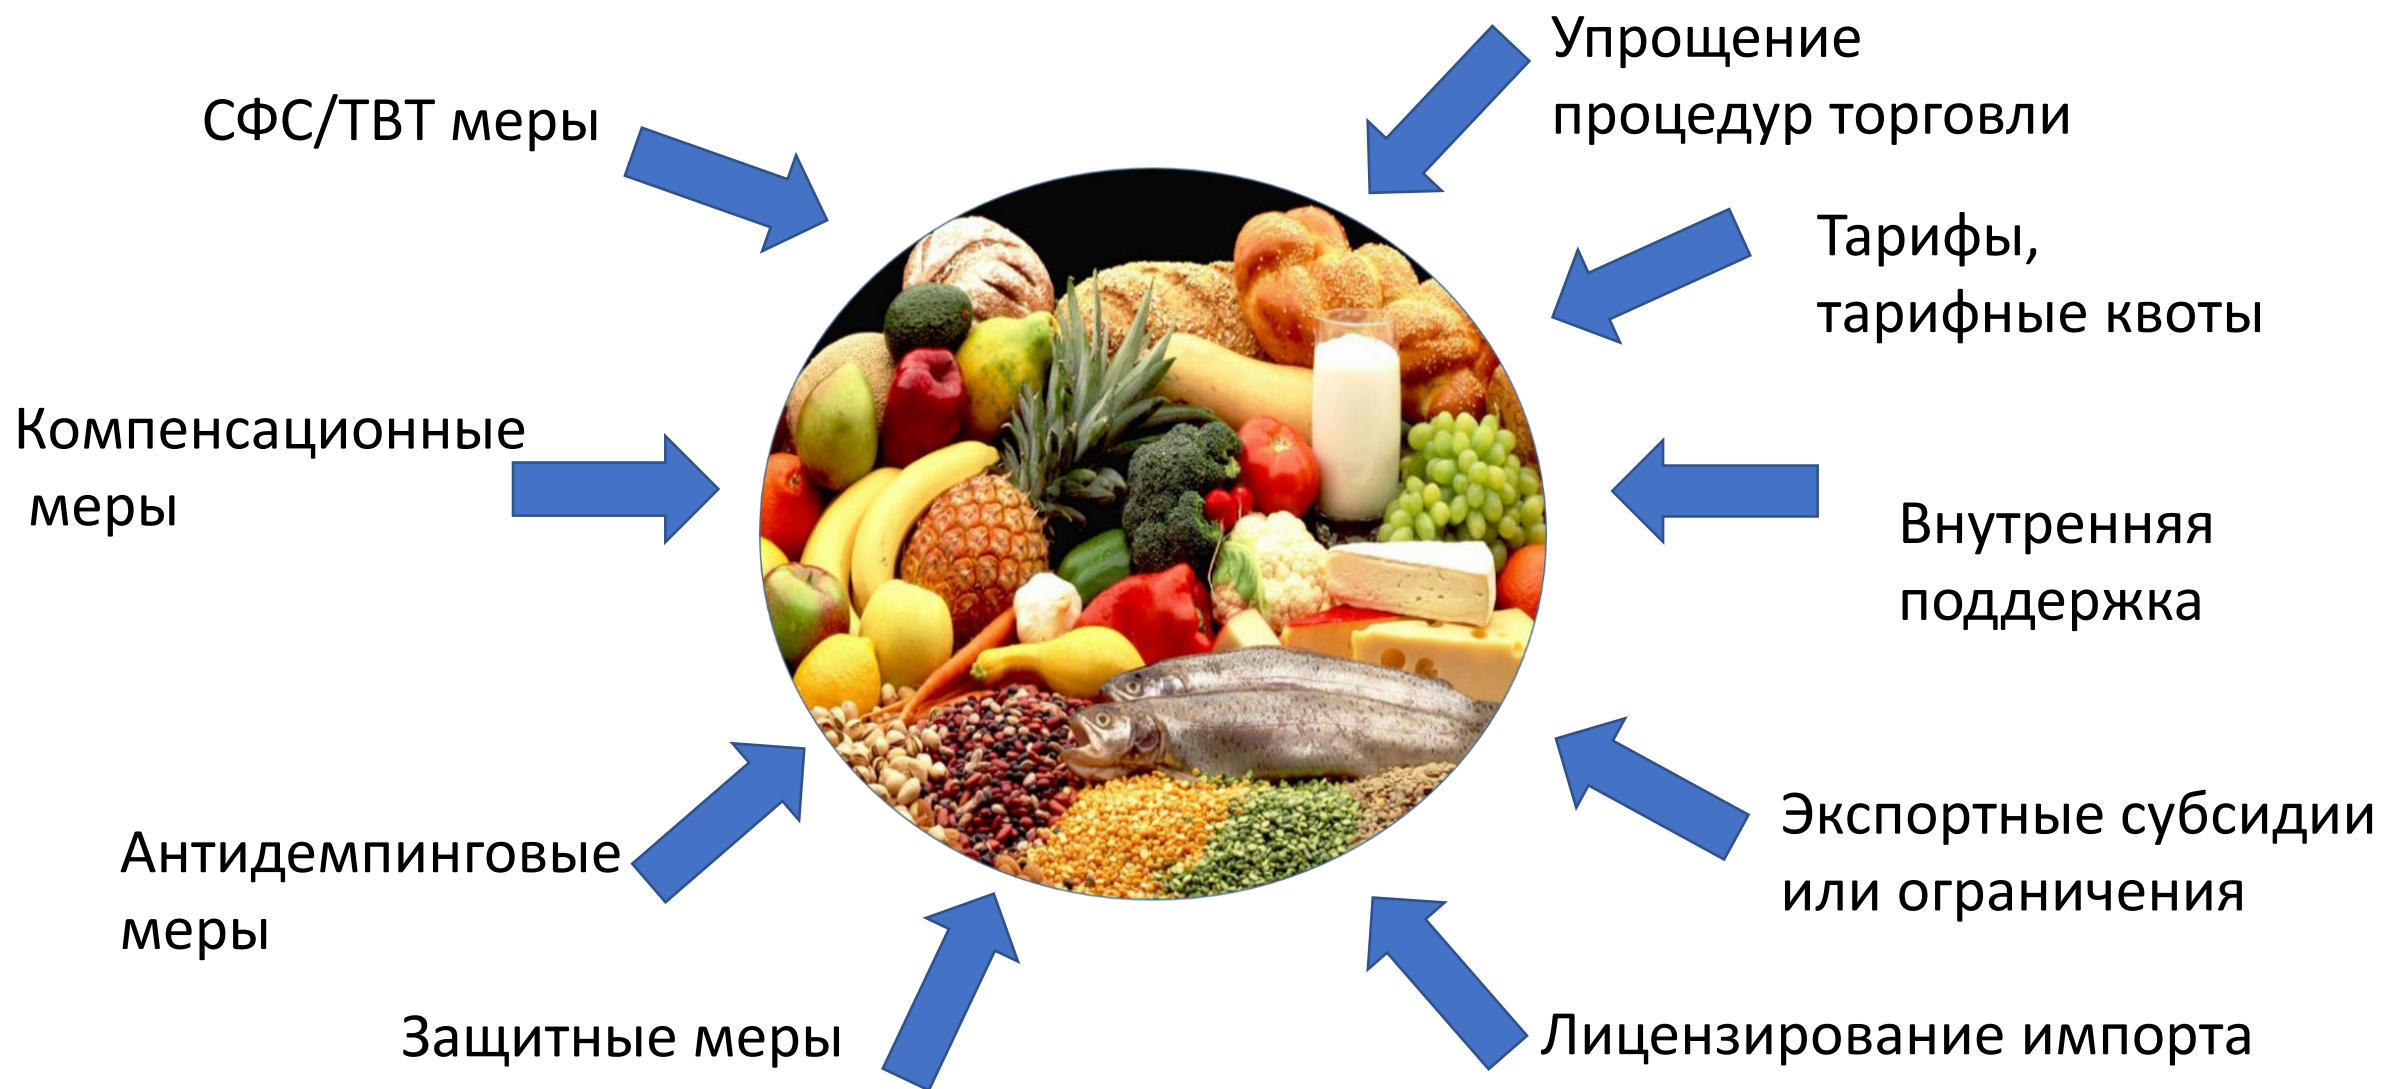 Упрощение
процедур торговли
СФС/ТВТ меры
Тарифы,
тарифные квоты
Компенсационные
меры
Внутренняя
поддержка
Экспортные субсидии
или ограничения
Антидемпинговые
меры
Защитные меры
Лицензирование импорта